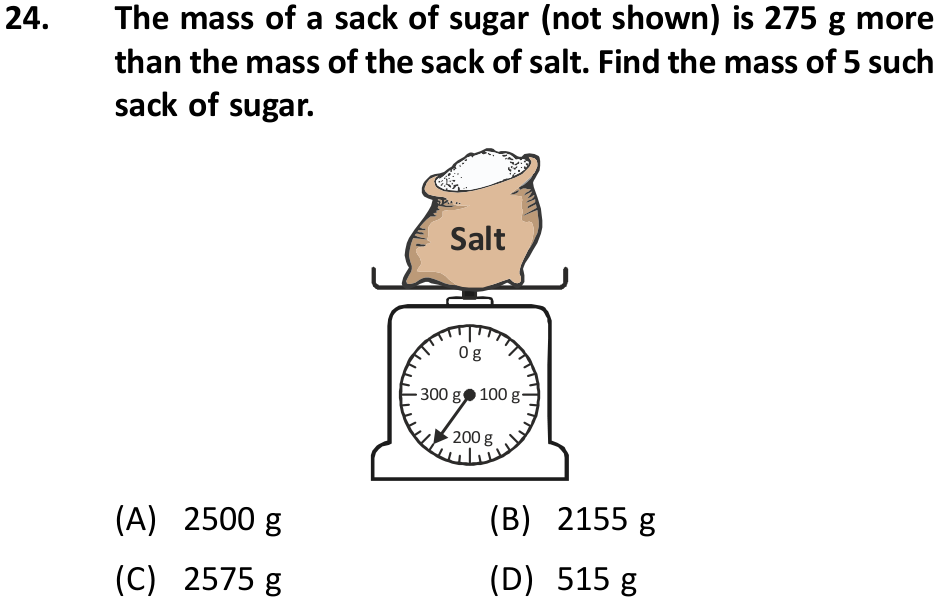 24. The mass of a sack of sugar (not shown) is 275 g more
than the mass of the sack of salt. Find the mass of 5 such
sack of sugar.
Salt
0 g
300 g 100 g
200 g
(A) 2500 g (B) 2155 g
(C) 2575 g (D) 515 g